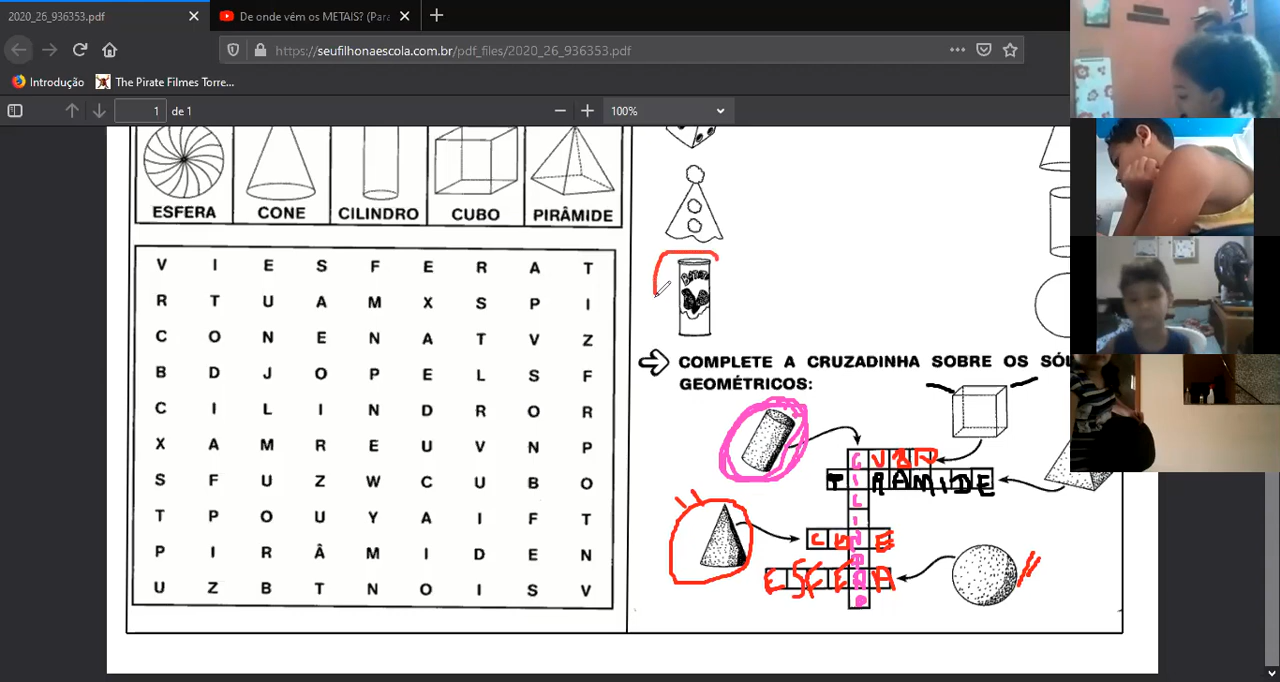 2020_26_936353.pdf
De onde vêm os METAIS? (Para
https://seufilhonaescola.com.br/pdf_files/2020_26_936353.pdf
Introdução
The Pirate Filmes Torre...
1 de 1
100%
ESFERA CONE CILINDRO CUBO PIRÂMIDE
V I E S F E R A T
R T U A M X S P I
C O N E N A T V Z
B D J O P E L S F
C I L I N D R O R
X A M R E U V N P
S F U Z W C U B O
T P O U Y A I F T
P I R Â M I D E N
U Z B T N O I S V
COMPLETE A CRUZADINHA SOBRE OS SÓL
GEOMÉTRICOS: